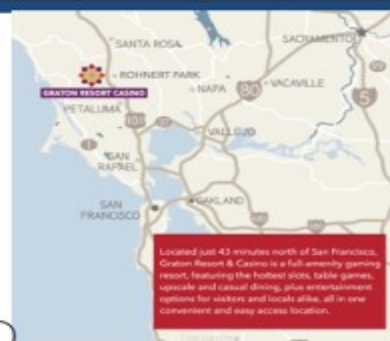 SANTA ROSA
SACRAMENTO
ROHNERT PARK
GRATON RESORT CASINO
NAPA
80
VACAVILLE
5
PETALUMA
101
VALLEJO
1
SAN
RAFAEL
SAN
FRANCISCO
OAKLAND
Located just 43 minutes north of San Francisco,
Graton Resort & Casino is a full-amenity gaming
resort, featuring the hottest slots, table games,
upscale and casual dining, plus entertainment
options for visitors and locals alike, all in one
convenient and easy access location.